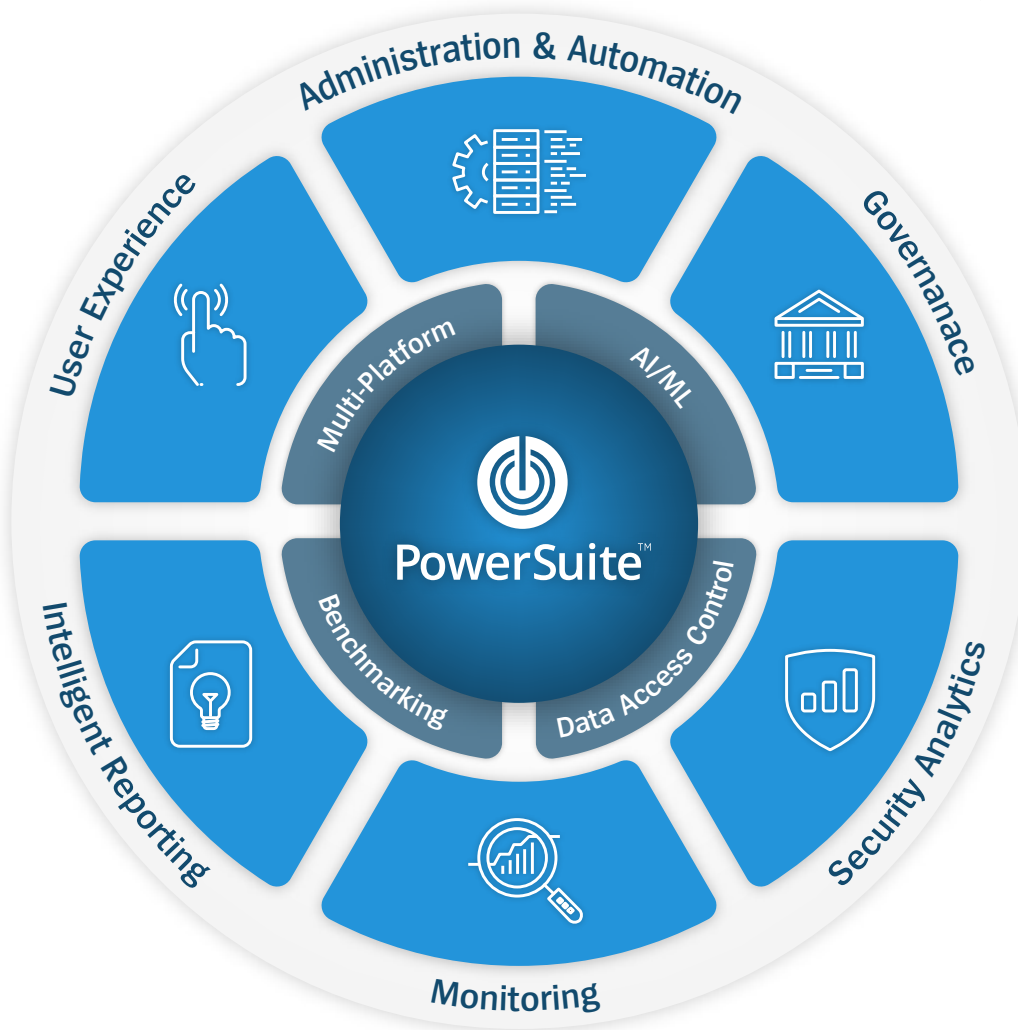 Administration & Automation
User Experience
Governanace
Multi-Platform
AI/ML
PowerSuite™
Benchmarking
Data Access Control
Intelligent Reporting
Security Analytics
Monitoring